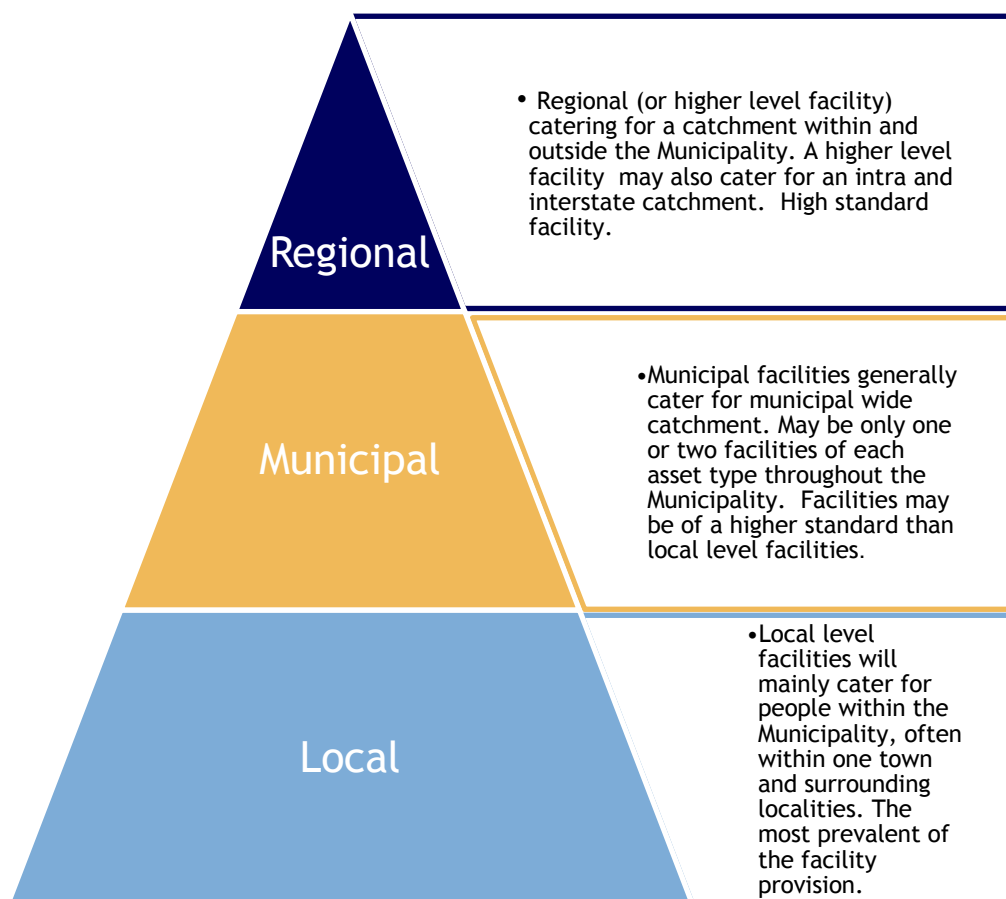 Regional
• Regional (or higher level facility)
catering for a catchment within and
outside the Municipality. A higher level
facility  may also cater for an intra and
interstate catchment.  High standard
facility.
Municipal
•Municipal facilities generally
cater for municipal wide
catchment. May be only one
or two facilities of each
asset type throughout the
Municipality.  Facilities may
be of a higher standard than
local level facilities.
Local
•Local level
facilities will
mainly cater for
people within the
Municipality, often
within one town
and surrounding
localities. The
most prevalent of
the facility
provision.